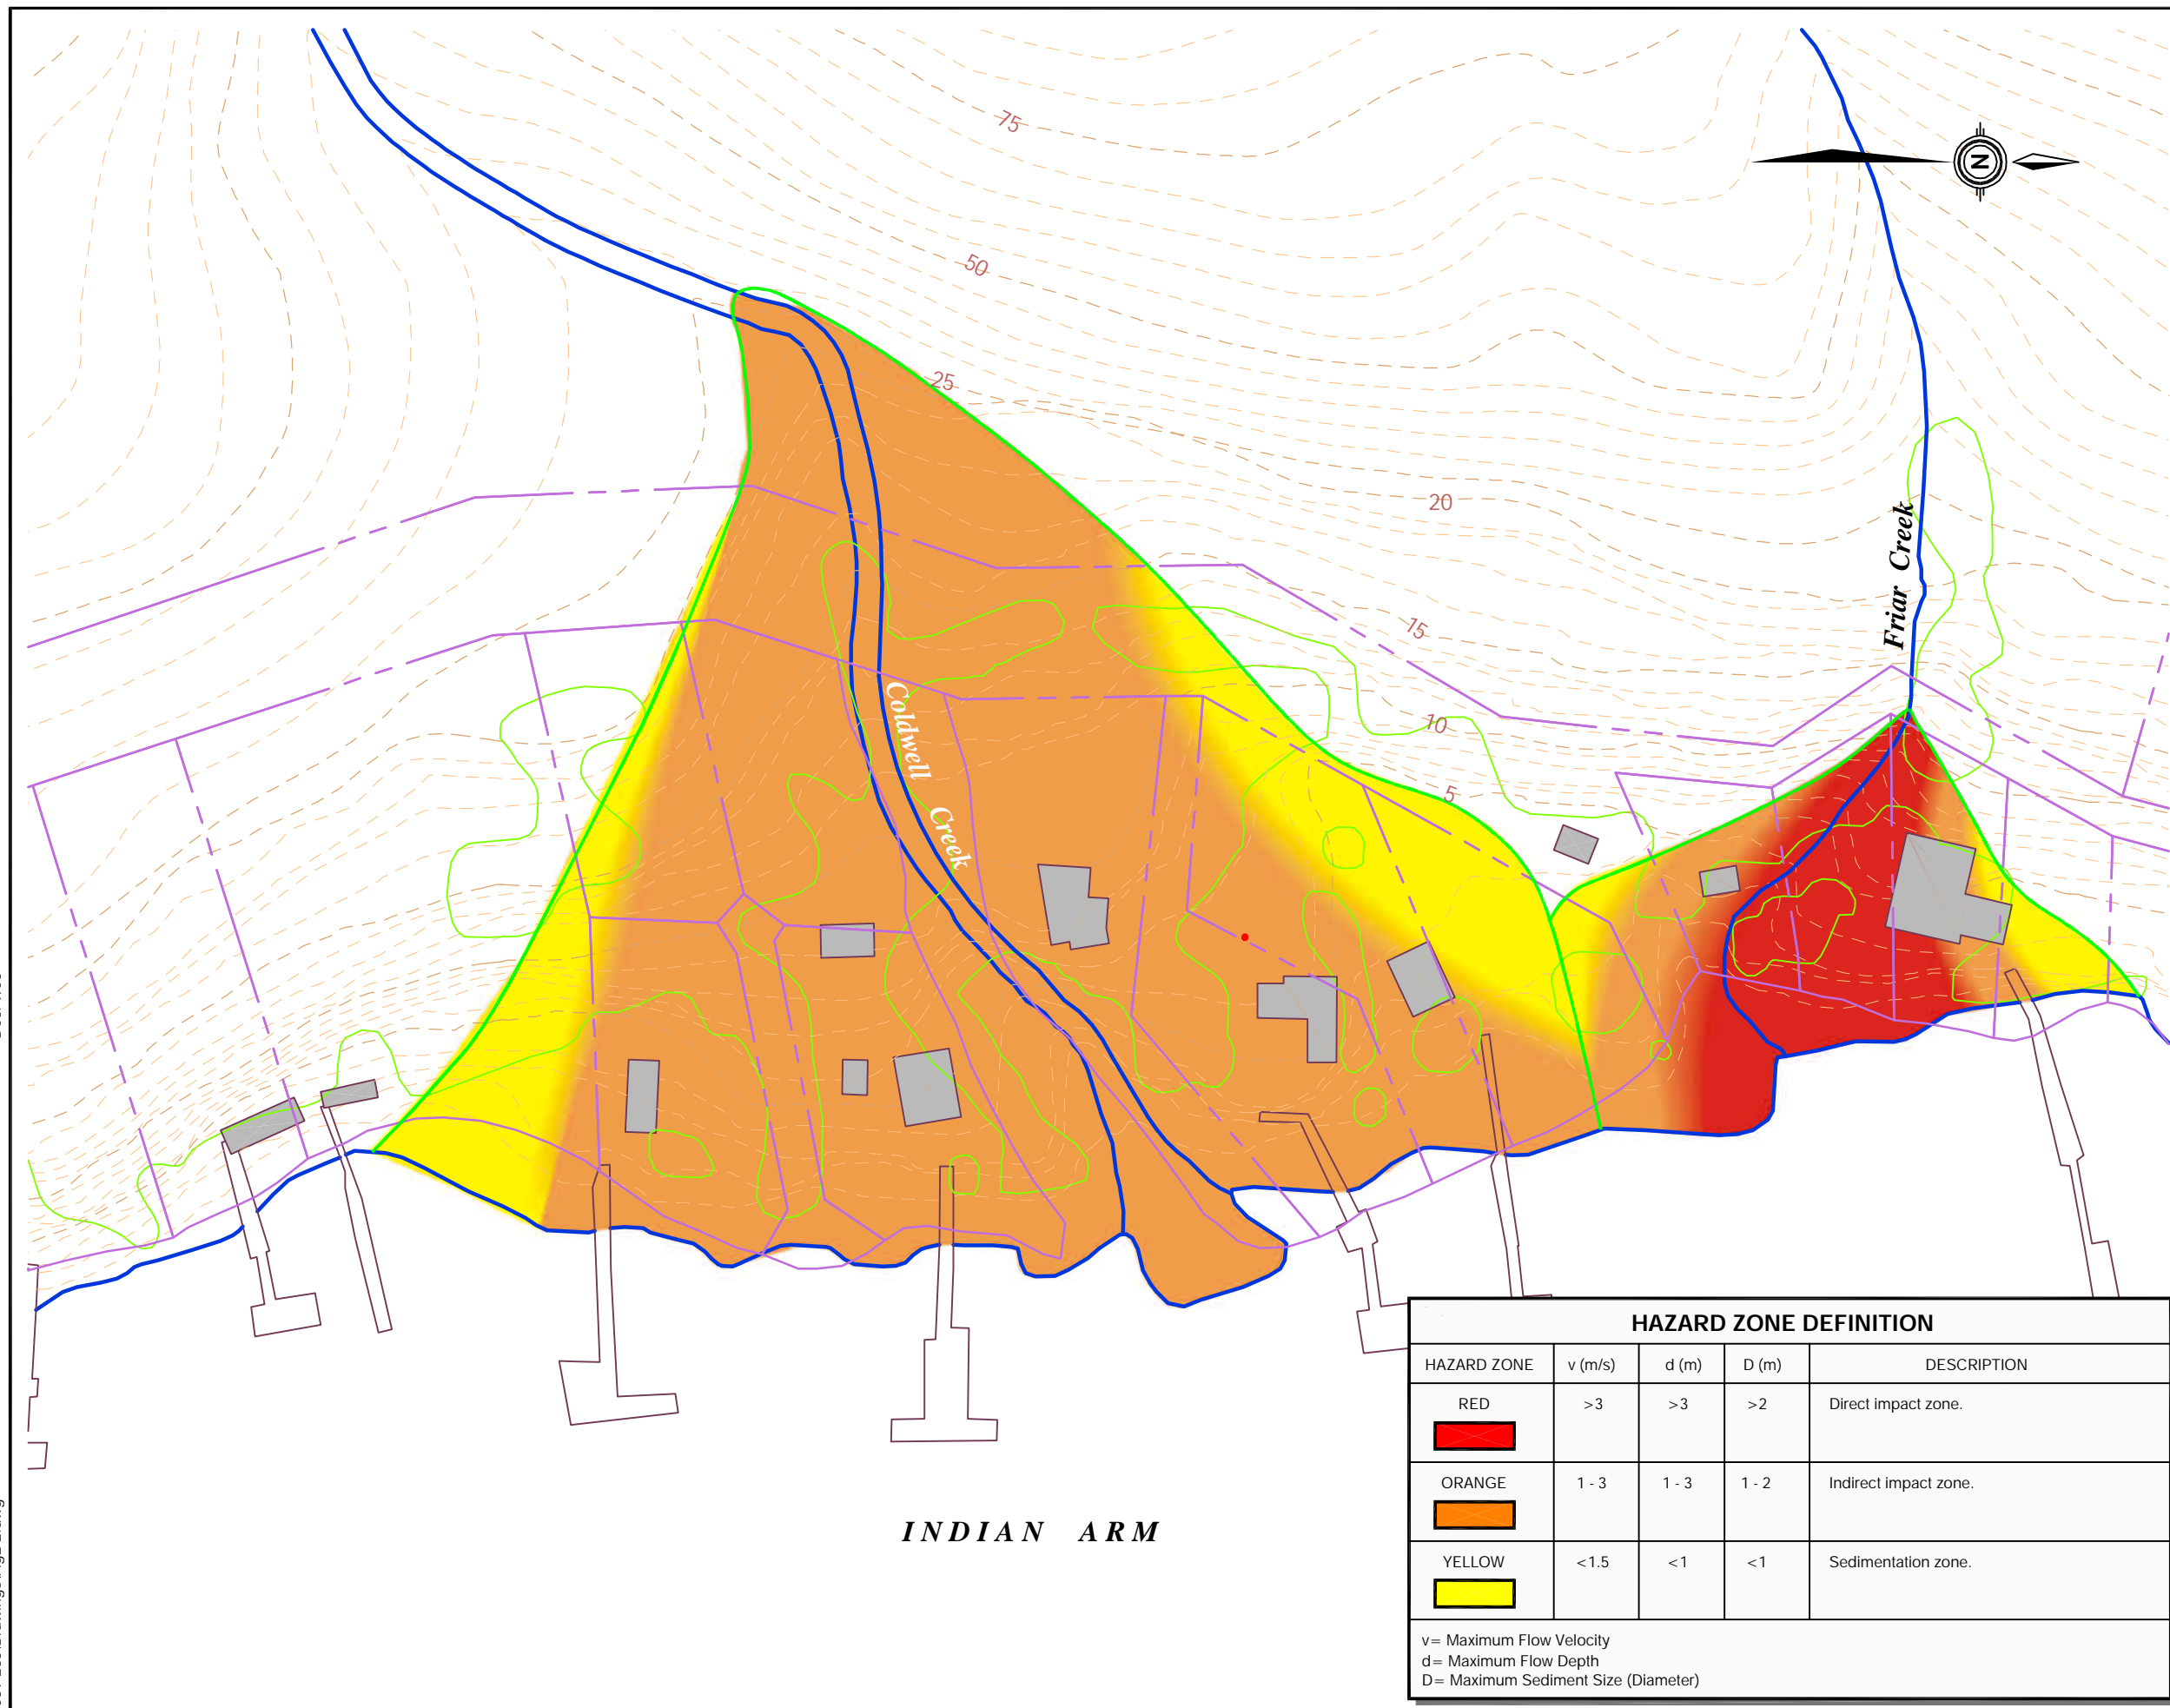 75
50
25
20
15
10
5
N
Friar Creek
Coldwell Creek
INDIAN ARM
HAZARD ZONE DEFINITION
HAZARD ZONE v (m/s) d (m) D (m) DESCRIPTION
RED >3 >3 >2 Direct impact zone.
ORANGE 1 - 3 1 - 3 1 - 2 Indirect impact zone.
YELLOW <1.5 <1 <1 Sedimentation zone.
v= Maximum Flow Velocity
d= Maximum Flow Depth
D= Maximum Sediment Size (Diameter)